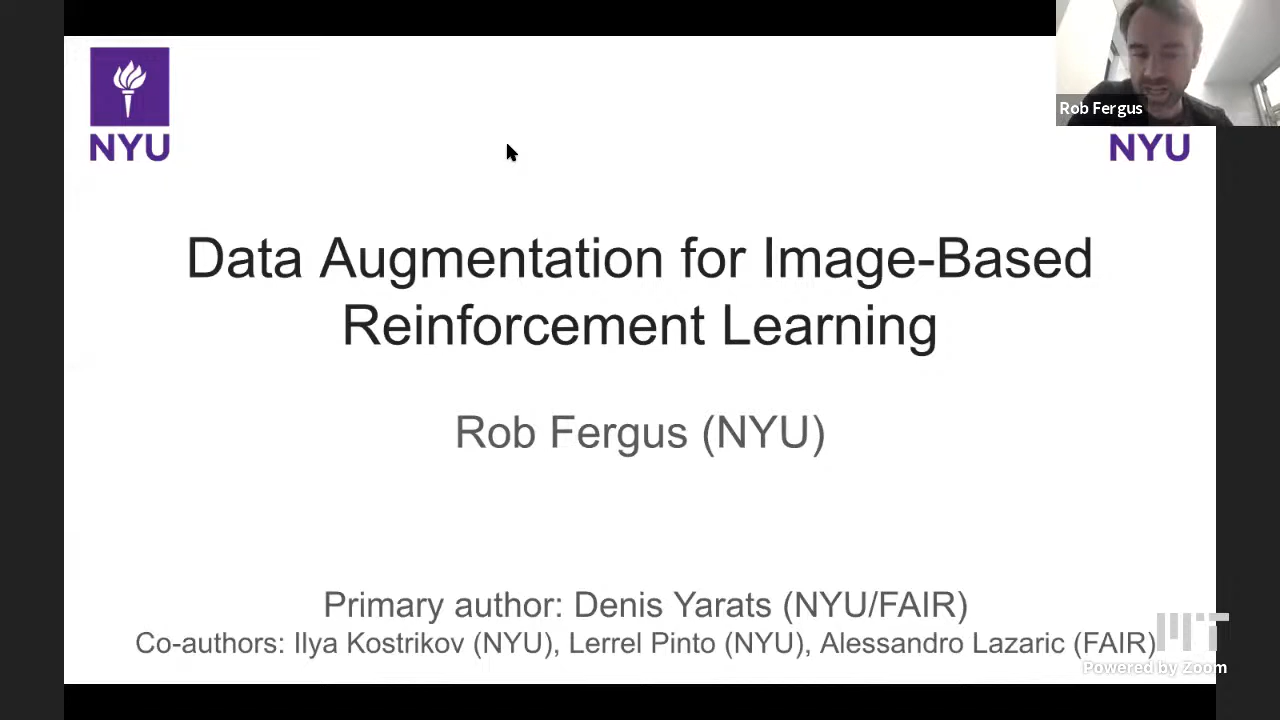 NYU
Rob Fergus
NYU
Data Augmentation for Image-Based
Reinforcement Learning
Rob Fergus (NYU)
Primary author: Denis Yarats (NYU/FAIR)
Co-authors: Ilya Kostrikov (NYU), Lerrel Pinto (NYU), Alessandro Lazaric (FAIR)
MIT
Powered by Zoom